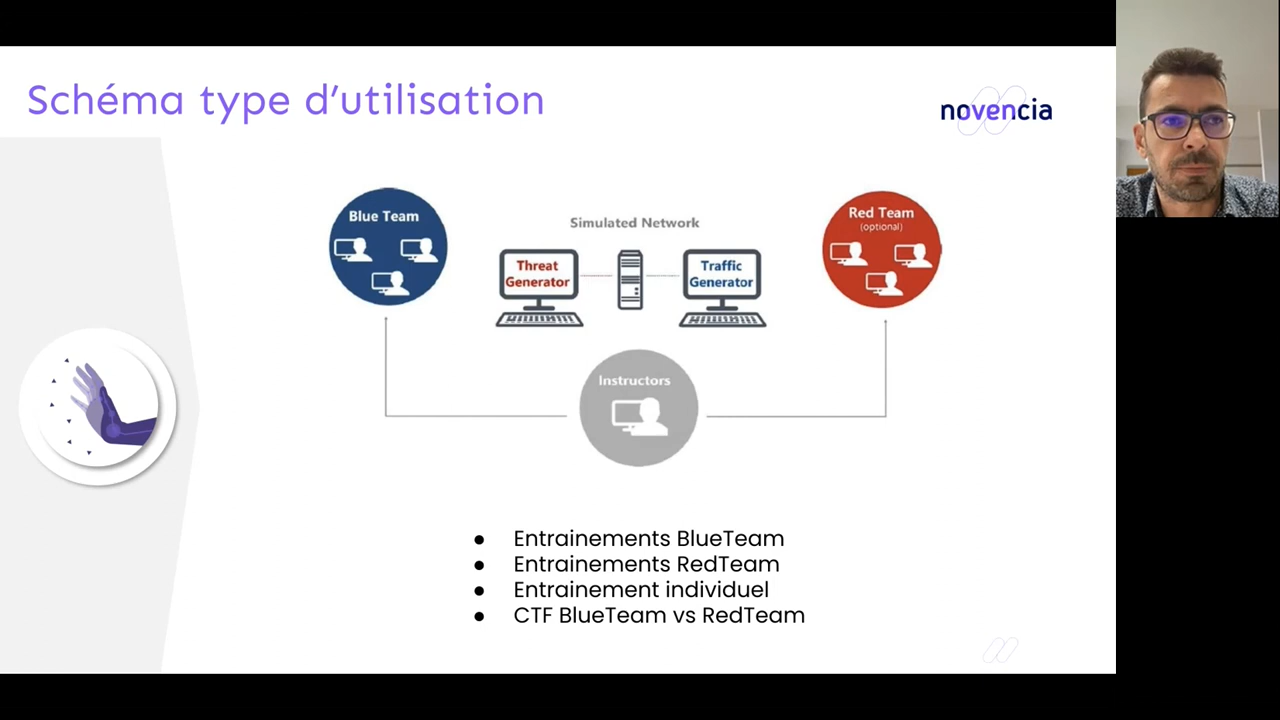 Schéma type d'utilisation
novencia
Blue Team
Simulated Network
Red Team
(optional)
Threat
Generator
Traffic
Generator
Instructors
● Entrainements BlueTeam
● Entrainements RedTeam
● Entrainement individuel
● CTF BlueTeam vs RedTeam